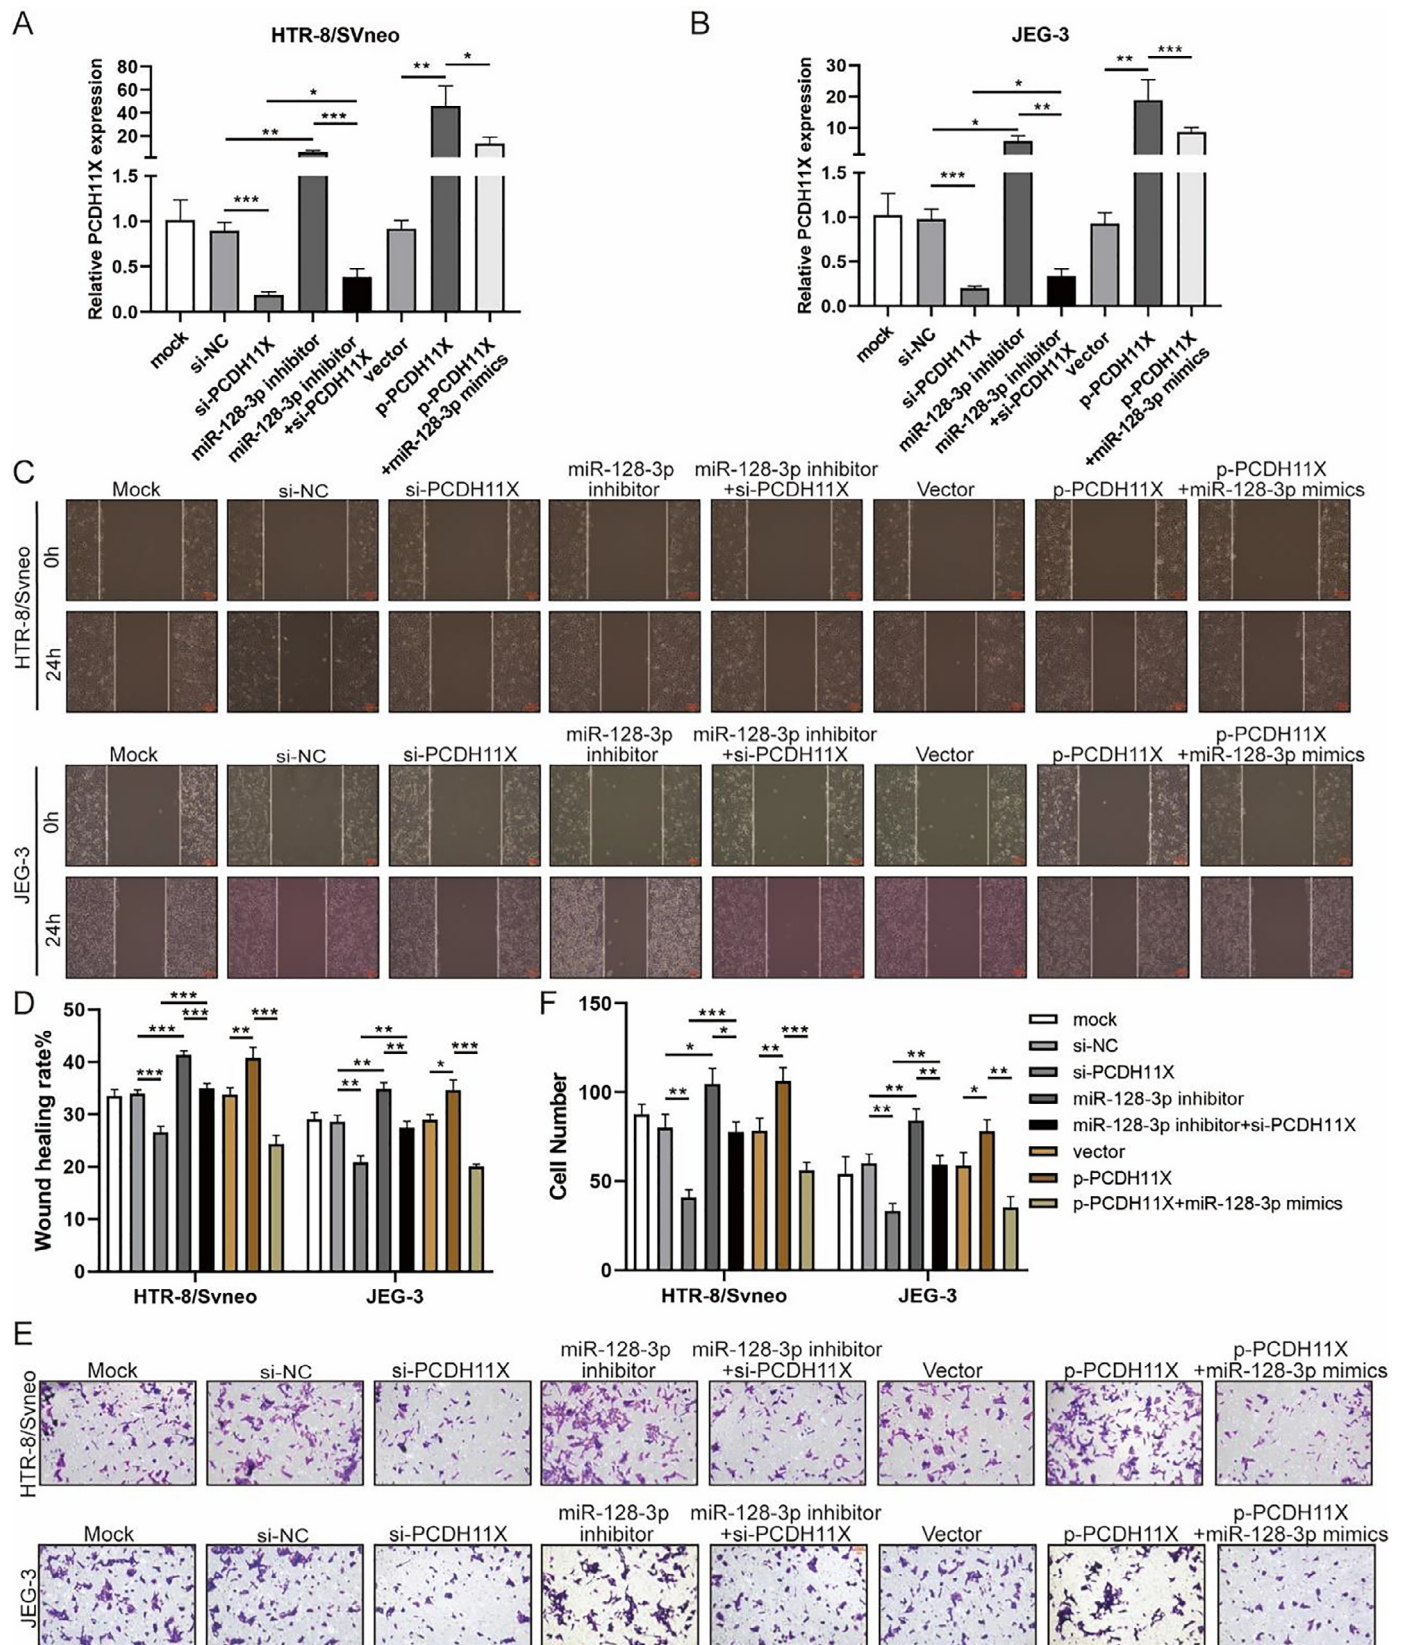 A
HTR-8/SVneo
Relative PCDH11X expression
80
60
40
20
1.5
1.0
0.5
0.0
***
**
*
***
**
*
mock
si-NC
si-PCDH11X
miR-128-3p inhibitor
miR-128-3p inhibitor
+si-PCDH11X
vector
p-PCDH11X
p-PCDH11X
+miR-128-3p mimics
B
JEG-3
Relative PCDH11X expression
30
20
10
1.5
1.0
0.5
0.0
***
*
*
**
**
***
mock
si-NC
si-PCDH11X
miR-128-3p inhibitor
miR-128-3p inhibitor
+si-PCDH11X
vector
p-PCDH11X
p-PCDH11X
+miR-128-3p mimics
C
Mock
si-NC
si-PCDH11X
miR-128-3p
inhibitor
miR-128-3p inhibitor
+si-PCDH11X
Vector
p-PCDH11X
p-PCDH11X
+miR-128-3p mimics
HTR-8/Svneo
0h
24h
Mock
si-NC
si-PCDH11X
miR-128-3p
inhibitor
miR-128-3p inhibitor
+si-PCDH11X
Vector
p-PCDH11X
p-PCDH11X
+miR-128-3p mimics
JEG-3
0h
24h
D
Wound healing rate%
50
40
30
20
10
0
***
***
***
***
**
***
**
**
**
**
*
***
HTR-8/Svneo
JEG-3
F
Cell Number
150
100
50
0
**
*
***
*
**
***
**
**
**
**
*
**
HTR-8/Svneo
JEG-3
mock
si-NC
si-PCDH11X
miR-128-3p inhibitor
miR-128-3p inhibitor+si-PCDH11X
vector
p-PCDH11X
p-PCDH11X+miR-128-3p mimics
E
Mock
si-NC
si-PCDH11X
miR-128-3p
inhibitor
miR-128-3p inhibitor
+si-PCDH11X
Vector
p-PCDH11X
p-PCDH11X
+miR-128-3p mimics
HTR-8/Svneo
Mock
si-NC
si-PCDH11X
miR-128-3p
inhibitor
miR-128-3p inhibitor
+si-PCDH11X
Vector
p-PCDH11X
p-PCDH11X
+miR-128-3p mimics
JEG-3